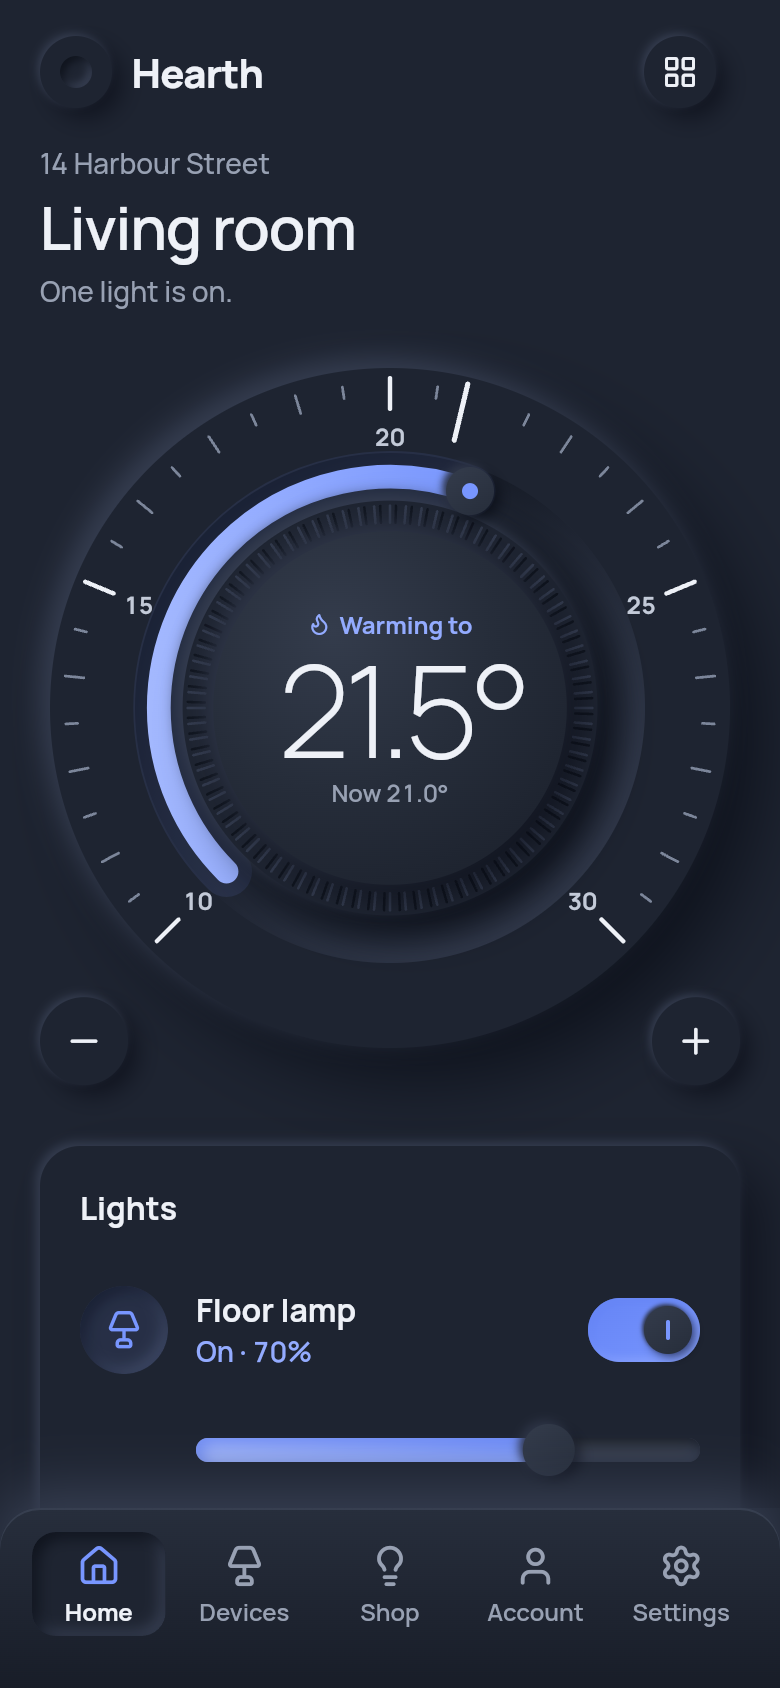 Hearth
14 Harbour Street
Living room
One light is on.
20
15
25
Warming to
21.5°
Now 21.0°
10
30
Lights
Floor lamp
On · 70%
Home
Devices
Shop
Account
Settings